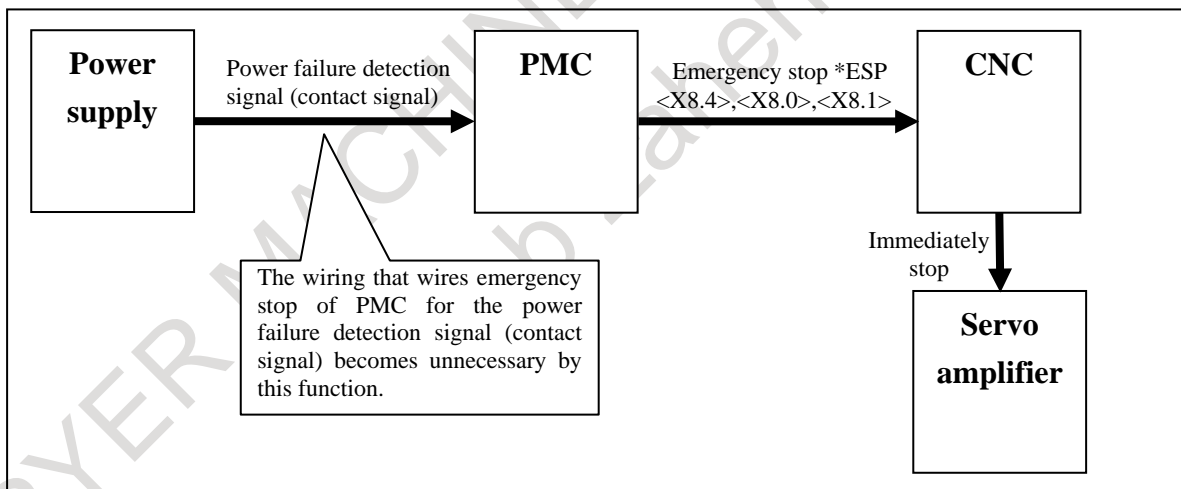 Power
supply
Power failure detection
signal (contact signal)
PMC
Emergency stop *ESP
<X8.4>,<X8.0>,<X8.1>
CNC
The wiring that wires emergency
stop of PMC for the power
failure detection signal (contact
signal) becomes unnecessary by
this function.
Immediately
stop
Servo
amplifier